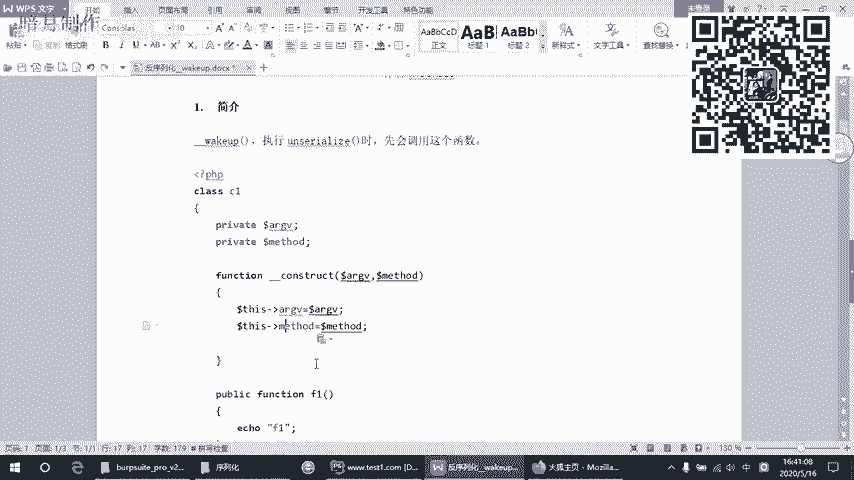 WPS 文字
开始
插入
页面布局
引用
审阅
视图
章节
开发工具
特色功能
未登录
暗月制作
粘贴
格式刷
Consolas
正文
标题 1
标题 2
新样式
文字工具
查找替换
反序列化__wakeup.docx *
1. 简介
__wakeup()，执行 unserialize()时，先会调用这个函数。
<?php
class c1
{
private $argv;
private $method;
function __construct($argv,$method)
{
$this->argv=$argv;
$this->method=$method;
}
public function f1()
{
echo "f1";
页码: 1 页面: 1/3 节: 1/1 行: 17 列: 17 字数: 179 拼写检查
130 %
burpsuite_pro_v2...
序列化
www.test1.com [D...
反序列化__wakeup...
火狐主页 - Mozilla...
中
16:41:08
2020/5/16